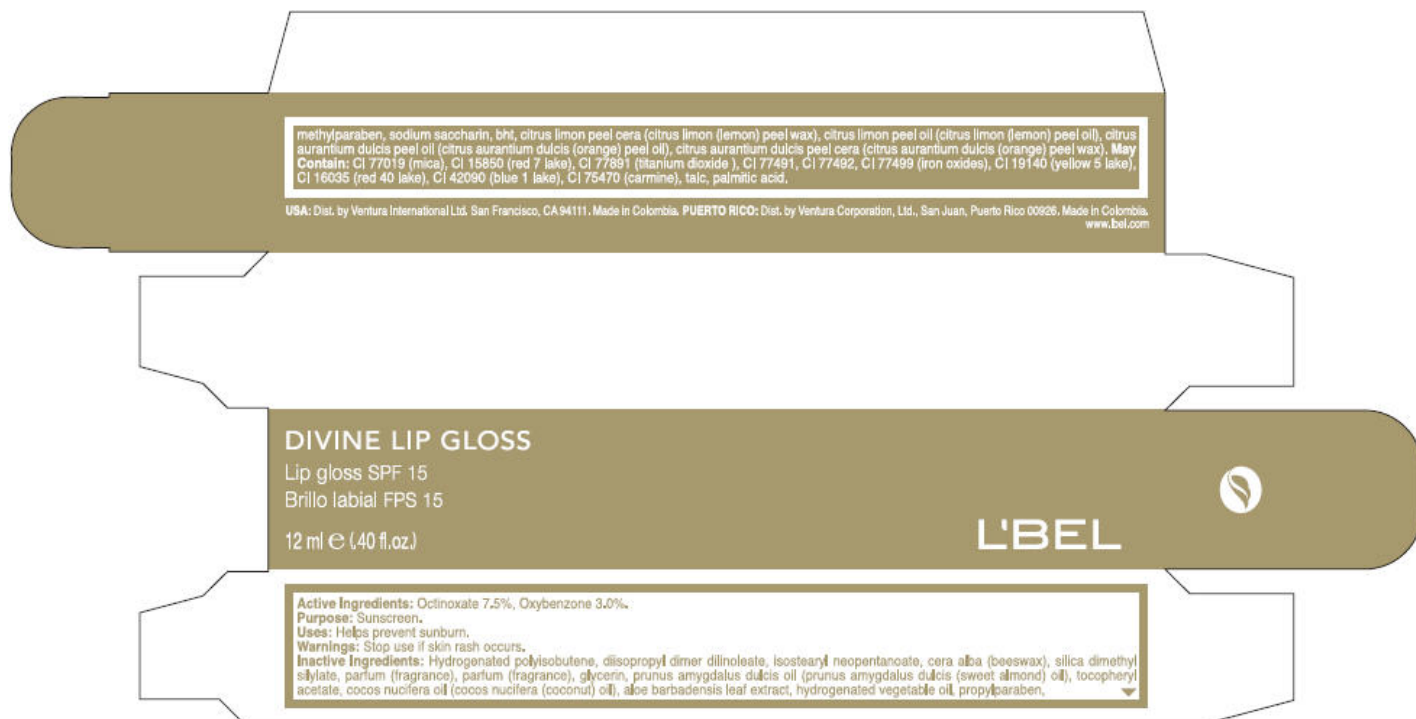 methylparaben, sodium saccharin, bht, citrus limon peel cera (citrus limon (lemon) peel wax), citrus limon peel oil (citrus limon (lemon) peel oil), citrus
aurantium dulcis peel oil (citrus aurantium dulcis (orange) peel oil), citrus aurantium dulcis peel cera (citrus aurantium dulcis (orange) peel wax). May
Contain: CI 77019 (mica), CI 15850 (red 7 lake), CI 77891 (titanium dioxide ), CI 77491, CI 77492, CI 77499 (iron oxides), CI 19140 (yellow 5 lake),
CI 16035 (red 40 lake), CI 42090 (blue 1 lake), CI 75470 (carmine), talc, palmitic acid.
USA: Dist. by Ventura International Ltd. San Francisco, CA 94111. Made in Colombia. PUERTO RICO: Dist. by Ventura Corporation, Ltd., San Juan, Puerto Rico 00926. Made in Colombia.
www.lbel.com
DIVINE LIP GLOSS
Lip gloss SPF 15
Brillo labial FPS 15
12 ml ℮ (.40 fl.oz.)
L'BEL
Active Ingredients: Octinoxate 7.5%, Oxybenzone 3.0%.
Purpose: Sunscreen.
Uses: Helps prevent sunburn.
Warnings: Stop use if skin rash occurs.
Inactive Ingredients: Hydrogenated polyisobutene, diisopropyl dimer dilinoleate, isostearyl neopentanoate, cera alba (beeswax), silica dimethyl
silylate, parfum (fragrance), parfum (fragrance), glycerin, prunus amygdalus dulcis oil (prunus amygdalus dulcis (sweet almond) oil), tocopheryl
acetate, cocos nucifera oil (cocos nucifera (coconut) oil), aloe barbadensis leaf extract, hydrogenated vegetable oil, propylparaben,